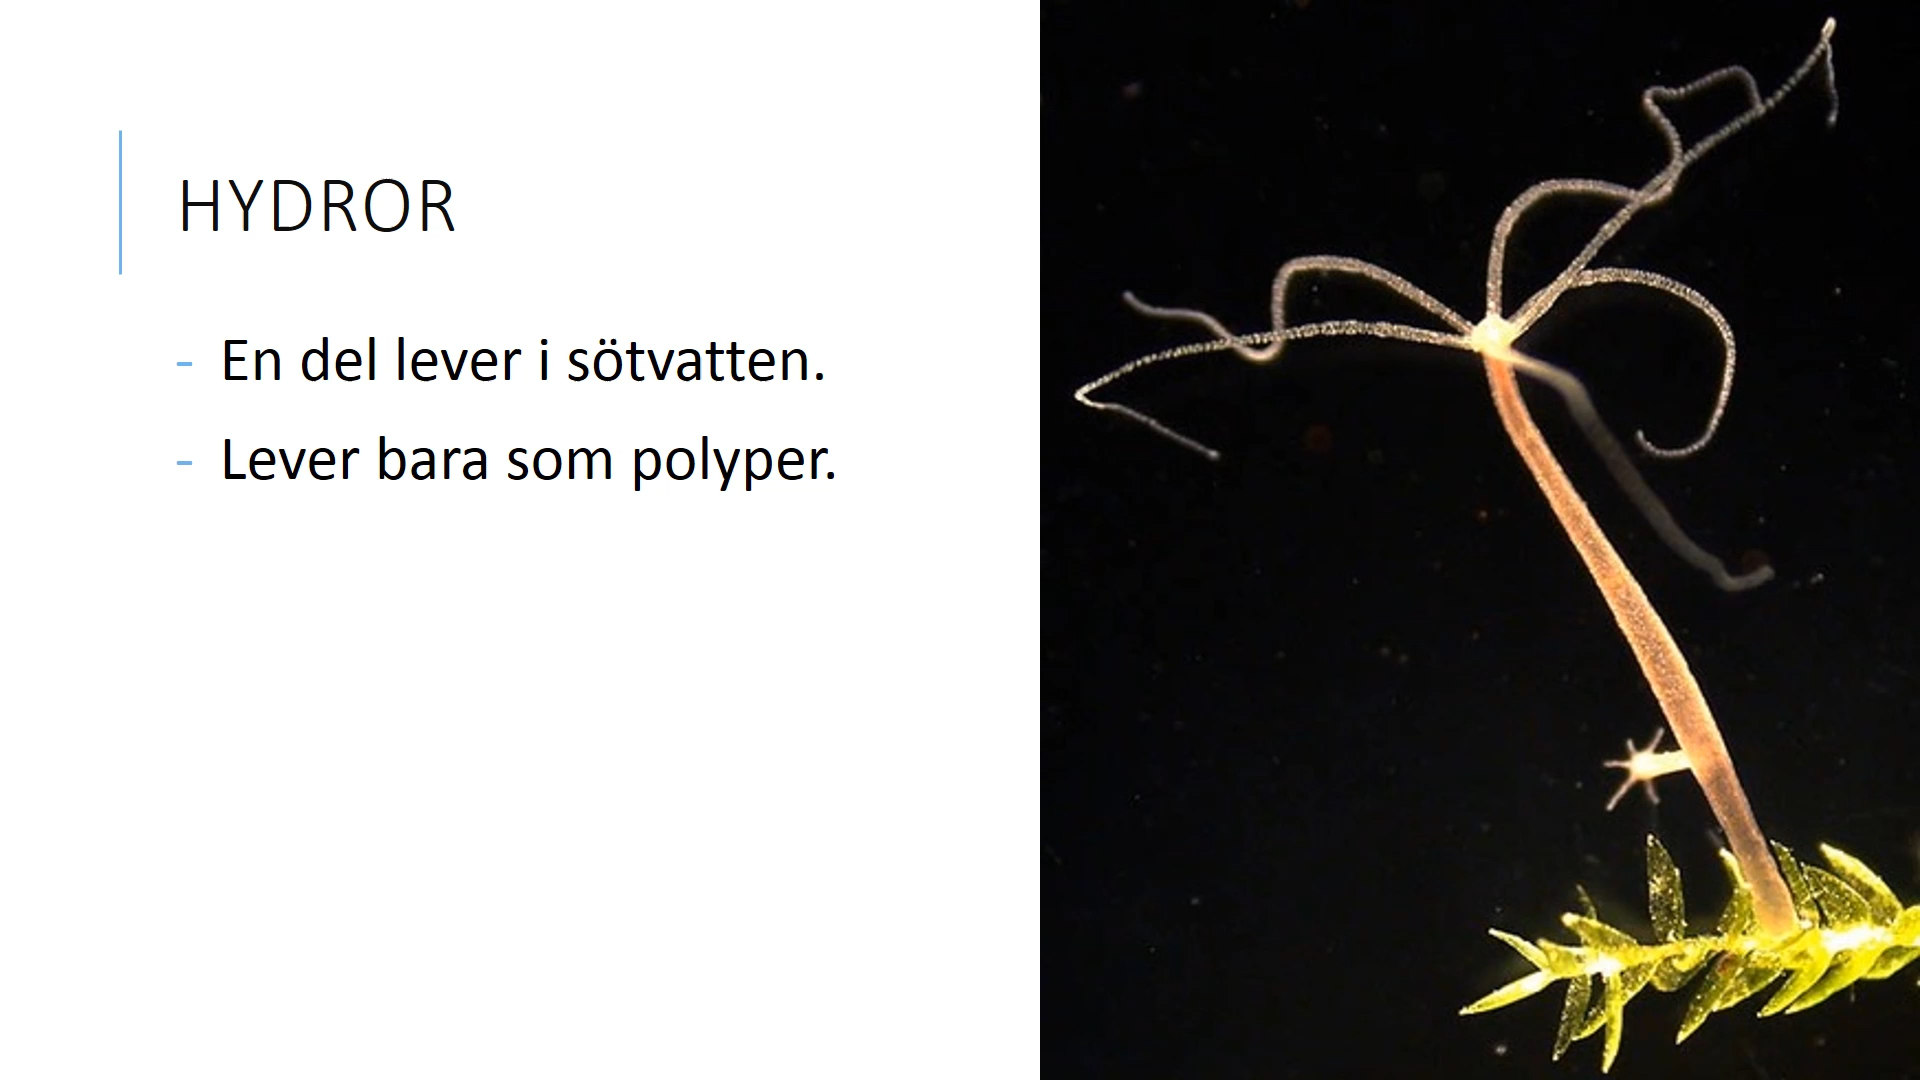 HYDROR
- En del lever i sötvatten.
- Lever bara som polyper.